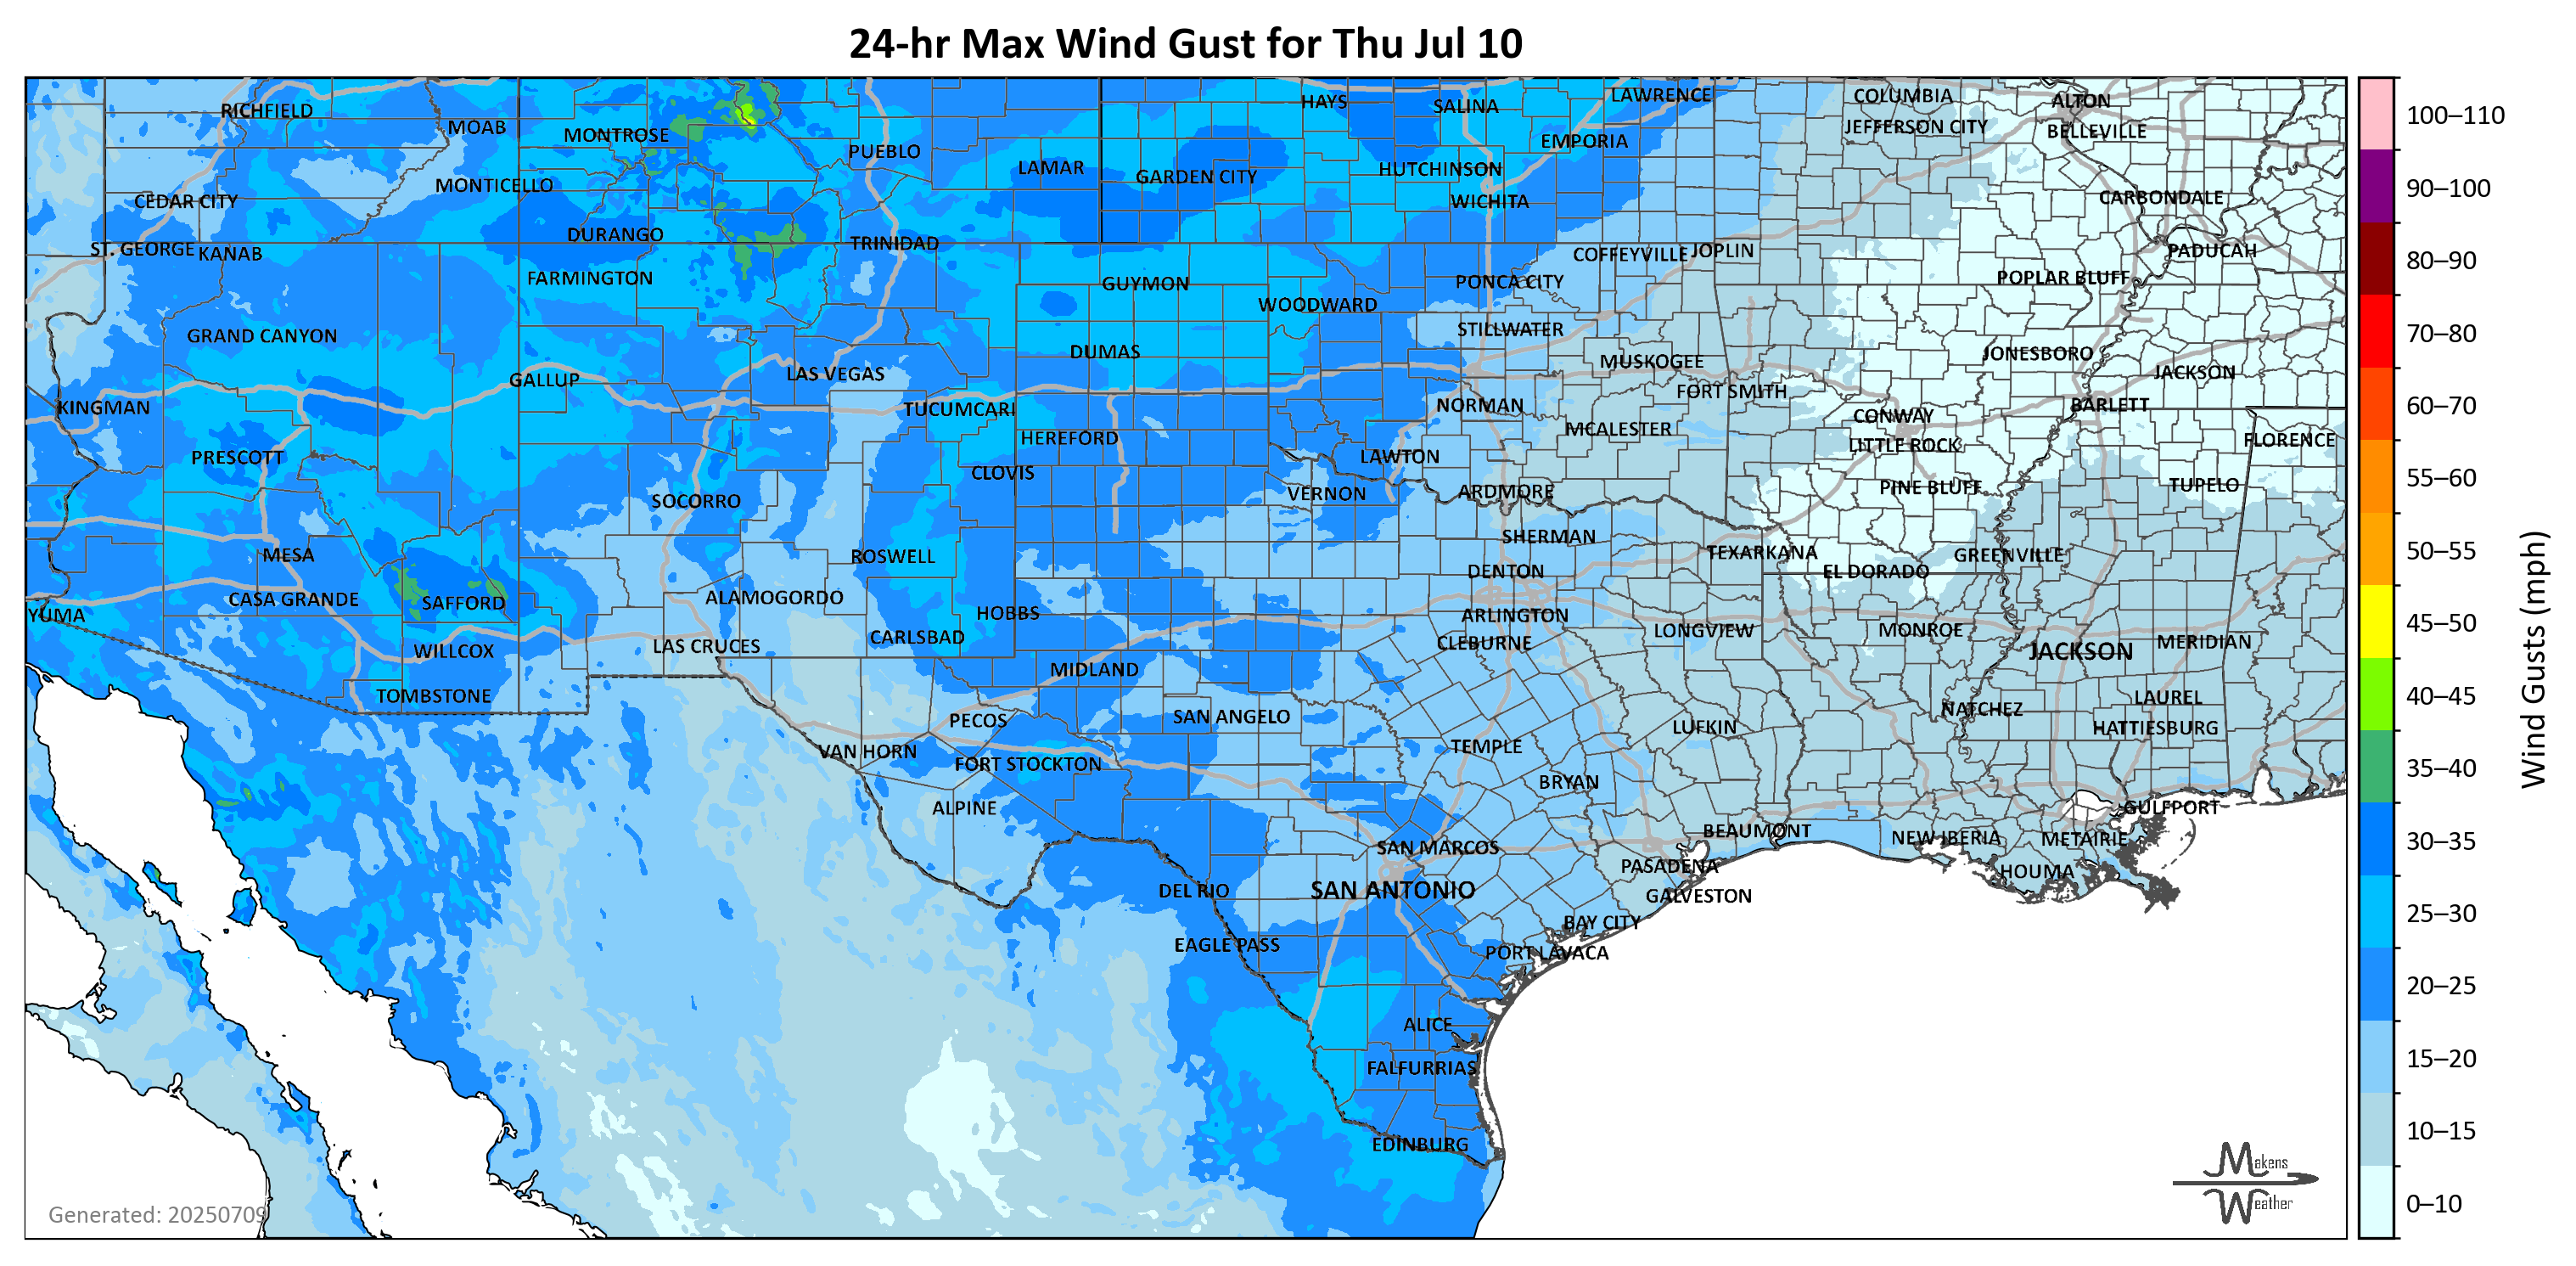 24-hr Max Wind Gust for Thu Jul 10
RICHFIELD
MOAB
MONTROSE
PUEBLO
LAMAR
HAYS
SALINA
LAWRENCE
COLUMBIA
ALTON
EMPORIA
JEFFERSON CITY
BELLEVILLE
GARDEN CITY
HUTCHINSON
CEDAR CITY
MONTICELLO
WICHITA
CARBONDALE
ST. GEORGE
KANAB
DURANGO
TRINIDAD
COFFEYVILLE
JOPLIN
PADUCAH
FARMINGTON
GUYMON
WOODWARD
PONCA CITY
POPLAR BLUFF
GRAND CANYON
DUMAS
STILLWATER
MUSKOGEE
JONESBORO
JACKSON
GALLUP
LAS VEGAS
FORT SMITH
KINGMAN
TUCUMCARI
NORMAN
CONWAY
BARLETT
HEREFORD
MCALESTER
LITTLE ROCK
FLORENCE
PRESCOTT
CLOVIS
LAWTON
SOCORRO
VERNON
ARDMORE
PINE BLUFF
TUPELO
MESA
ROSWELL
SHERMAN
TEXARKANA
GREENVILLE
CASA GRANDE
SAFFORD
ALAMOGORDO
DENTON
EL DORADO
YUMA
HOBBS
ARLINGTON
WILLCOX
LAS CRUCES
CARLSBAD
CLEBURNE
LONGVIEW
MONROE
JACKSON
MERIDIAN
TOMBSTONE
MIDLAND
LAUREL
PECOS
SAN ANGELO
LUFKIN
NATCHEZ
HATTIESBURG
VAN HORN
FORT STOCKTON
TEMPLE
ALPINE
BRYAN
GULFPORT
SAN MARCOS
BEAUMONT
NEW IBERIA
METAIRIE
DEL RIO
SAN ANTONIO
PASADENA
GALVESTON
HOUMA
EAGLE PASS
BAY CITY
PORT LAVACA
ALICE
FALFURRIAS
EDINBURG
Generated: 20250709
Makens
Weather
100–110
90–100
80–90
70–80
60–70
55–60
50–55
45–50
40–45
35–40
30–35
25–30
20–25
15–20
10–15
0–10
Wind Gusts (mph)